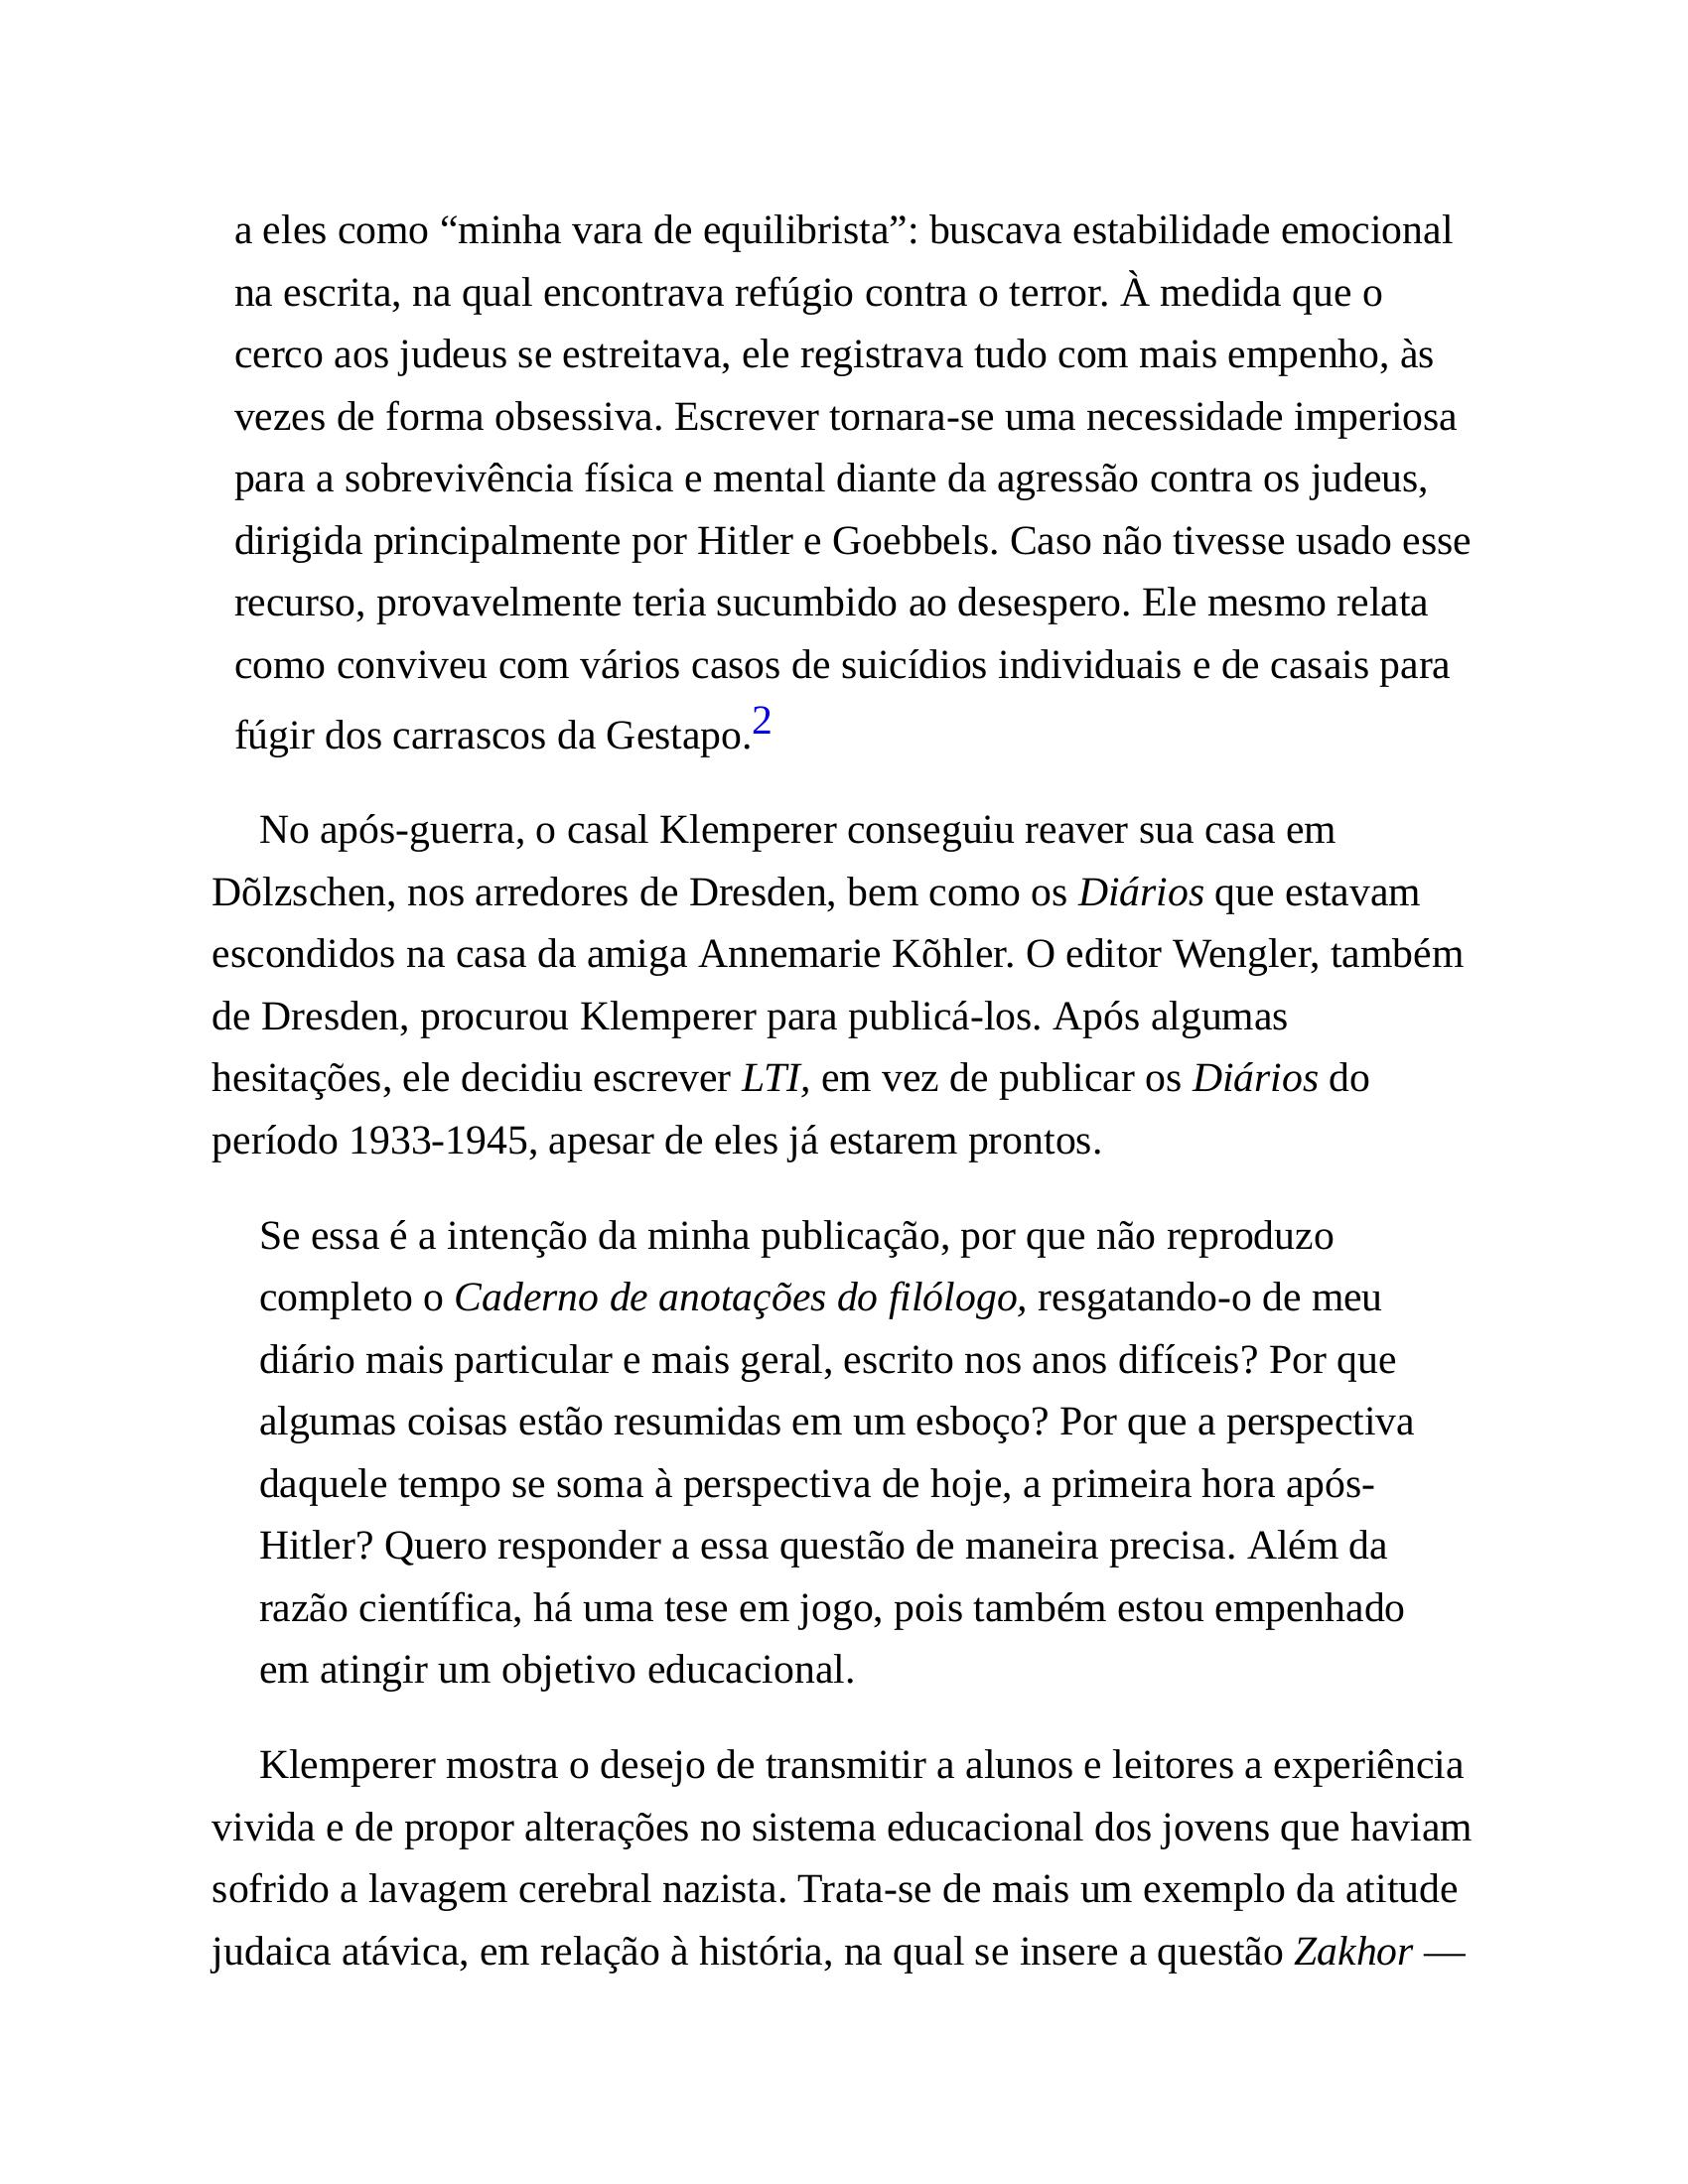 a eles como “minha vara de equilibrista”: buscava estabilidade emocional
na escrita, na qual encontrava refúgio contra o terror. À medida que o
cerco aos judeus se estreitava, ele registrava tudo com mais empenho, às
vezes de forma obsessiva. Escrever tornara-se uma necessidade imperiosa
para a sobrevivência física e mental diante da agressão contra os judeus,
dirigida principalmente por Hitler e Goebbels. Caso não tivesse usado esse
recurso, provavelmente teria sucumbido ao desespero. Ele mesmo relata
como conviveu com vários casos de suicídios individuais e de casais para
fúgir dos carrascos da Gestapo.2
No após-guerra, o casal Klemperer conseguiu reaver sua casa em
Dõlzschen, nos arredores de Dresden, bem como os Diários que estavam
escondidos na casa da amiga Annemarie Kõhler. O editor Wengler, também
de Dresden, procurou Klemperer para publicá-los. Após algumas
hesitações, ele decidiu escrever LTI, em vez de publicar os Diários do
período 1933-1945, apesar de eles já estarem prontos.
Se essa é a intenção da minha publicação, por que não reproduzo
completo o Caderno de anotações do filólogo, resgatando-o de meu
diário mais particular e mais geral, escrito nos anos difíceis? Por que
algumas coisas estão resumidas em um esboço? Por que a perspectiva
daquele tempo se soma à perspectiva de hoje, a primeira hora após-
Hitler? Quero responder a essa questão de maneira precisa. Além da
razão científica, há uma tese em jogo, pois também estou empenhado
em atingir um objetivo educacional.
Klemperer mostra o desejo de transmitir a alunos e leitores a experiência
vivida e de propor alterações no sistema educacional dos jovens que haviam
sofrido a lavagem cerebral nazista. Trata-se de mais um exemplo da atitude
judaica atávica, em relação à história, na qual se insere a questão Zakhor —